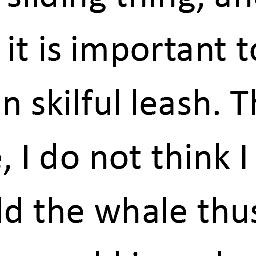 sliding thing, and
it is important to
n skilful leash. Th
, I do not think I
ld the whale thus